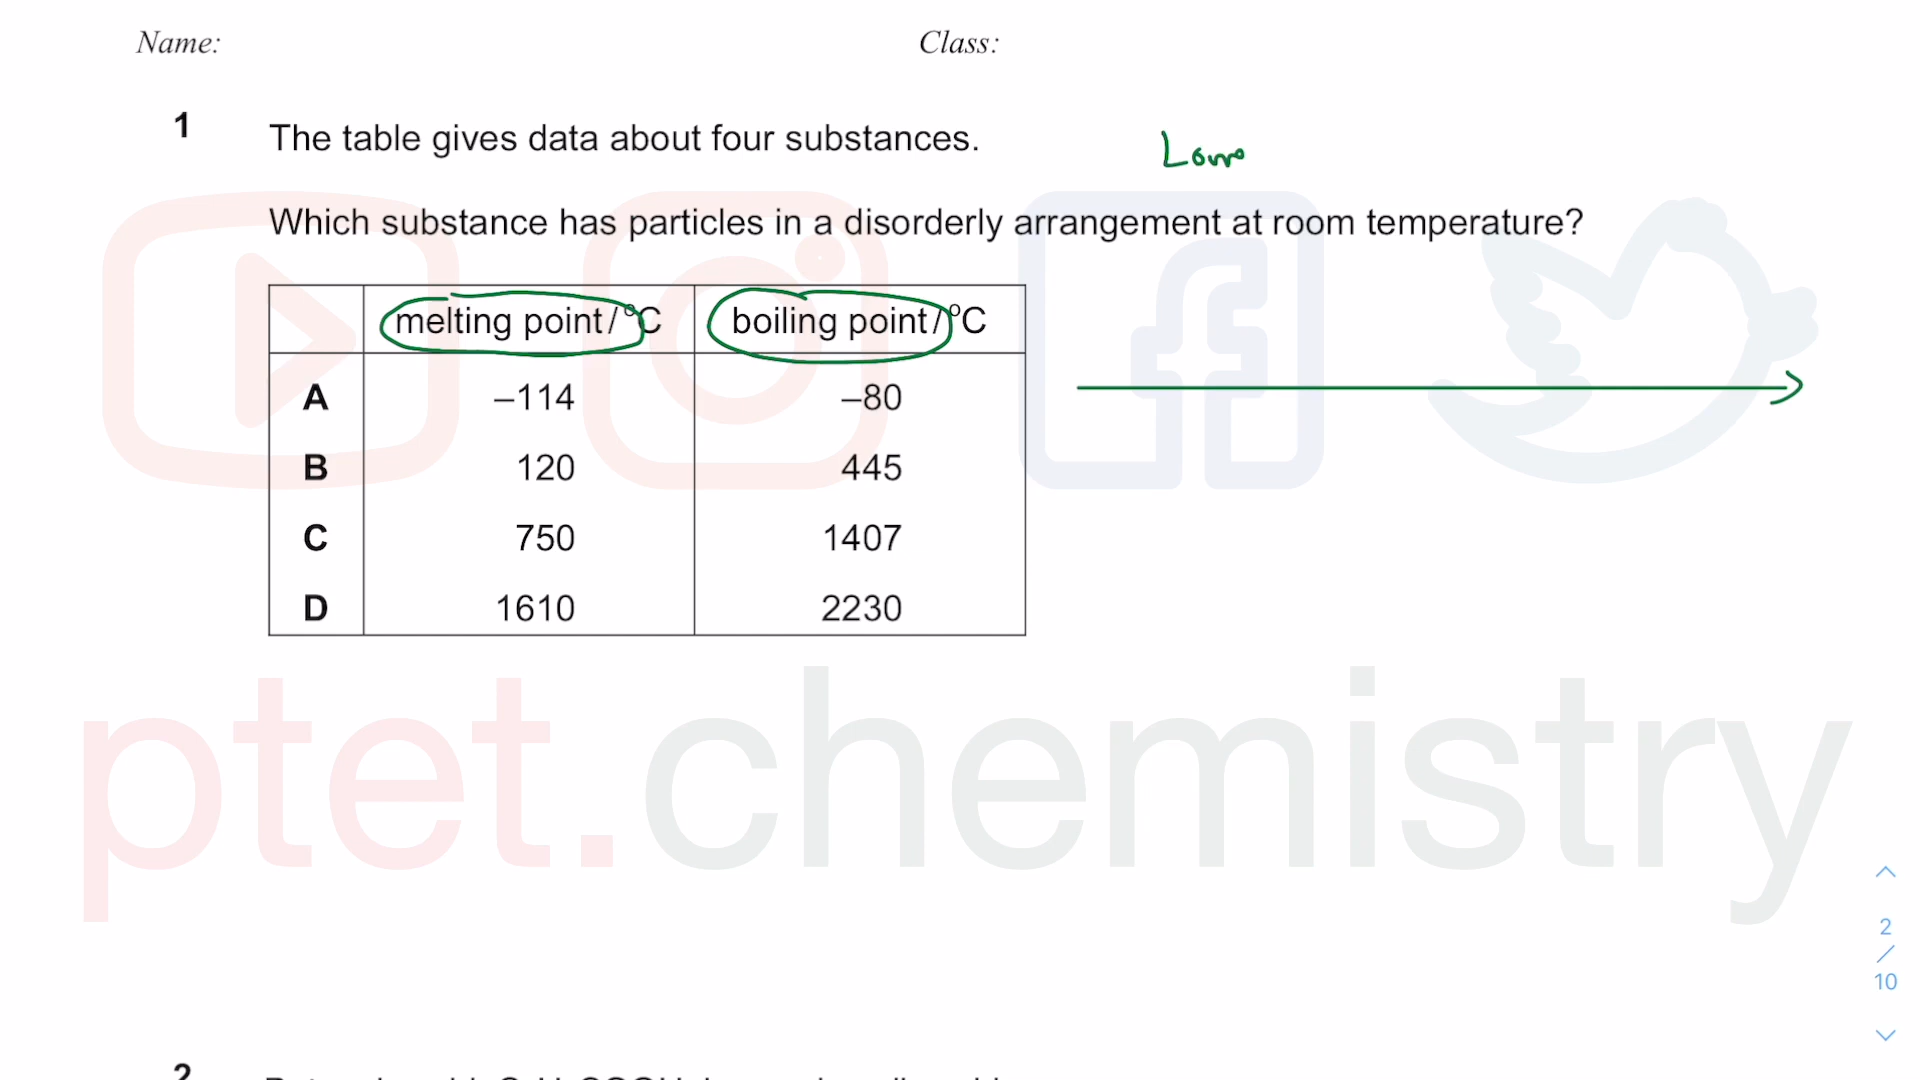 Name: Class:
1 The table gives data about four substances.
Which substance has particles in a disorderly arrangement at room temperature?
melting point/ °C boiling point/ °C
A –114 –80
B 120 445
C 750 1407
D 1610 2230
ptet.chemistry
2
/
10
2